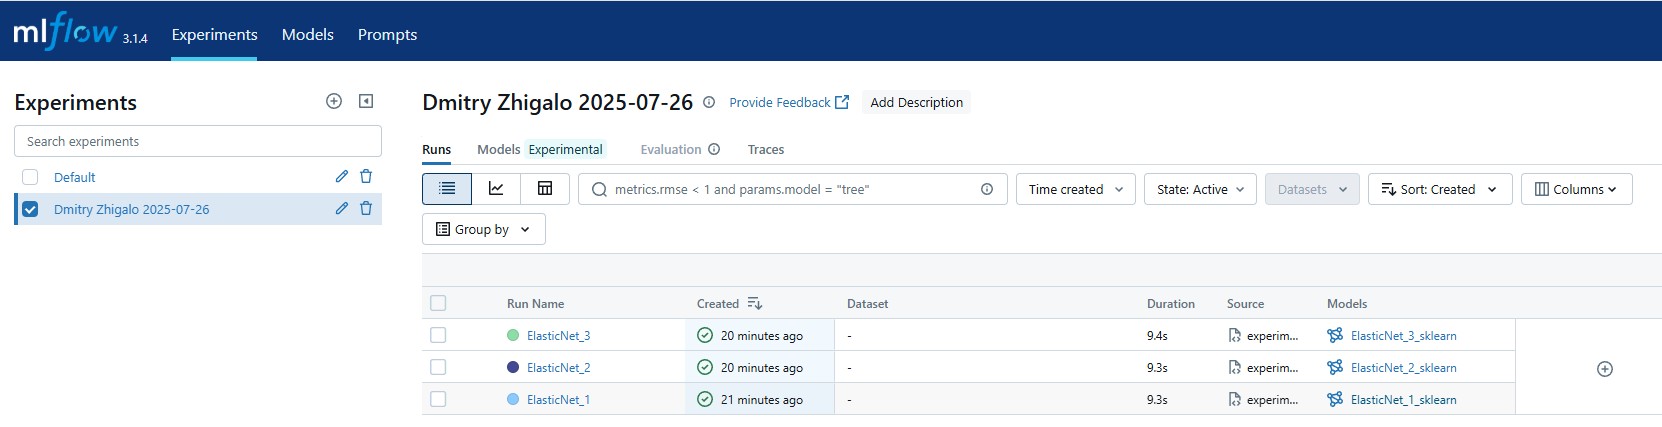 mlflow 3.1.4 Experiments Models Prompts
Experiments
Search experiments
Default
Dmitry Zhigalo 2025-07-26
Dmitry Zhigalo 2025-07-26 Provide Feedback Add Description
Runs Models Experimental Evaluation Traces
metrics.rmse < 1 and params.model = "tree" Time created State: Active Datasets Sort: Created Columns
Group by
Run Name Created Dataset Duration Source Models
ElasticNet_3 20 minutes ago - 9.4s experim... ElasticNet_3_sklearn
ElasticNet_2 20 minutes ago - 9.3s experim... ElasticNet_2_sklearn
ElasticNet_1 21 minutes ago - 9.3s experim... ElasticNet_1_sklearn